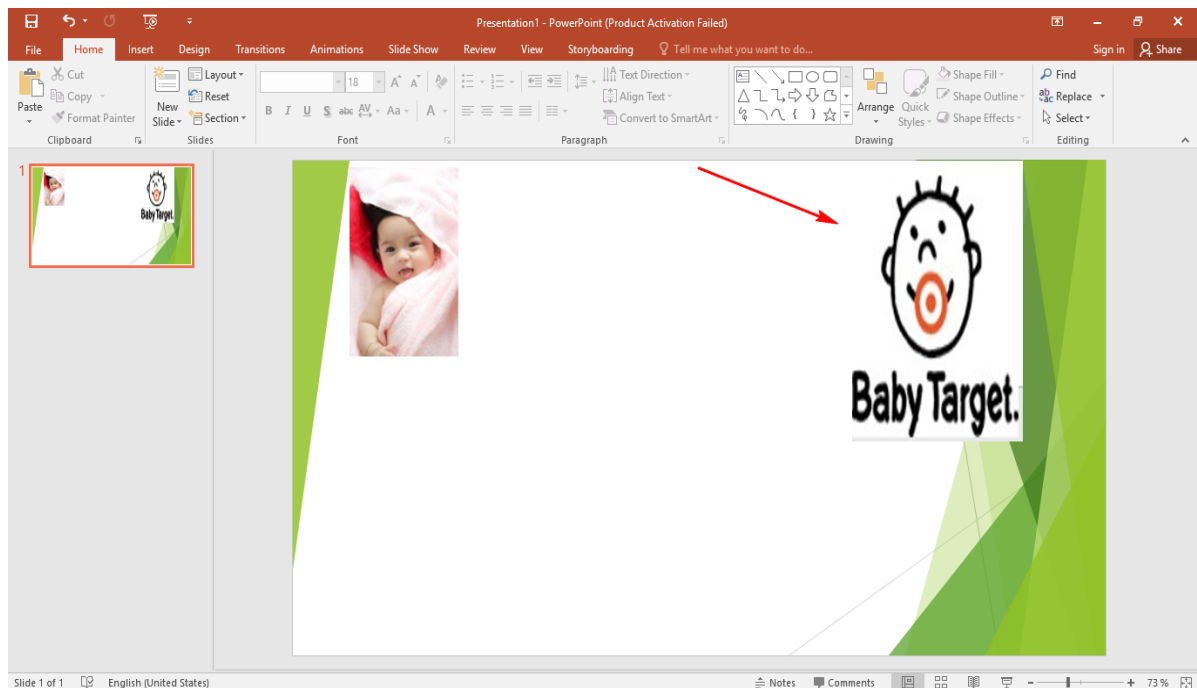 Presentation1 - PowerPoint (Product Activation Failed)
File Home Insert Design Transitions Animations Slide Show Review View Storyboarding Tell me what you want to do... Sign in Share
Paste
Cut
Copy
Format Painter
Clipboard
New Slide
Layout
Reset
Section
Slides
18 A A
B I U S abc AV Aa A
Font
Text Direction
Align Text
Convert to SmartArt
Paragraph
Arrange
Quick Styles
Shape Fill
Shape Outline
Shape Effects
Drawing
Find
Replace
Select
Editing
1
Baby Target.
Baby Target.
Slide 1 of 1 English (United States) Notes Comments 73 %